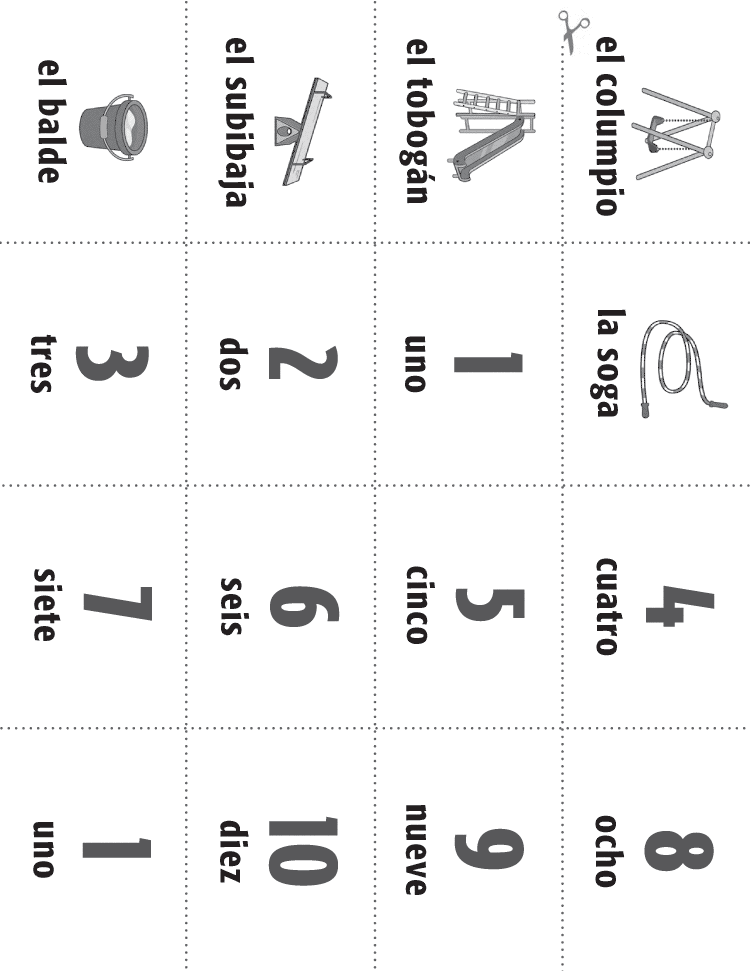 el columpio
la soga
4
cuatro
8
ocho
el tobogán
1
uno
5
cinco
9
nueve
el subibaja
2
dos
6
seis
10
diez
el balde
3
tres
7
siete
1
uno